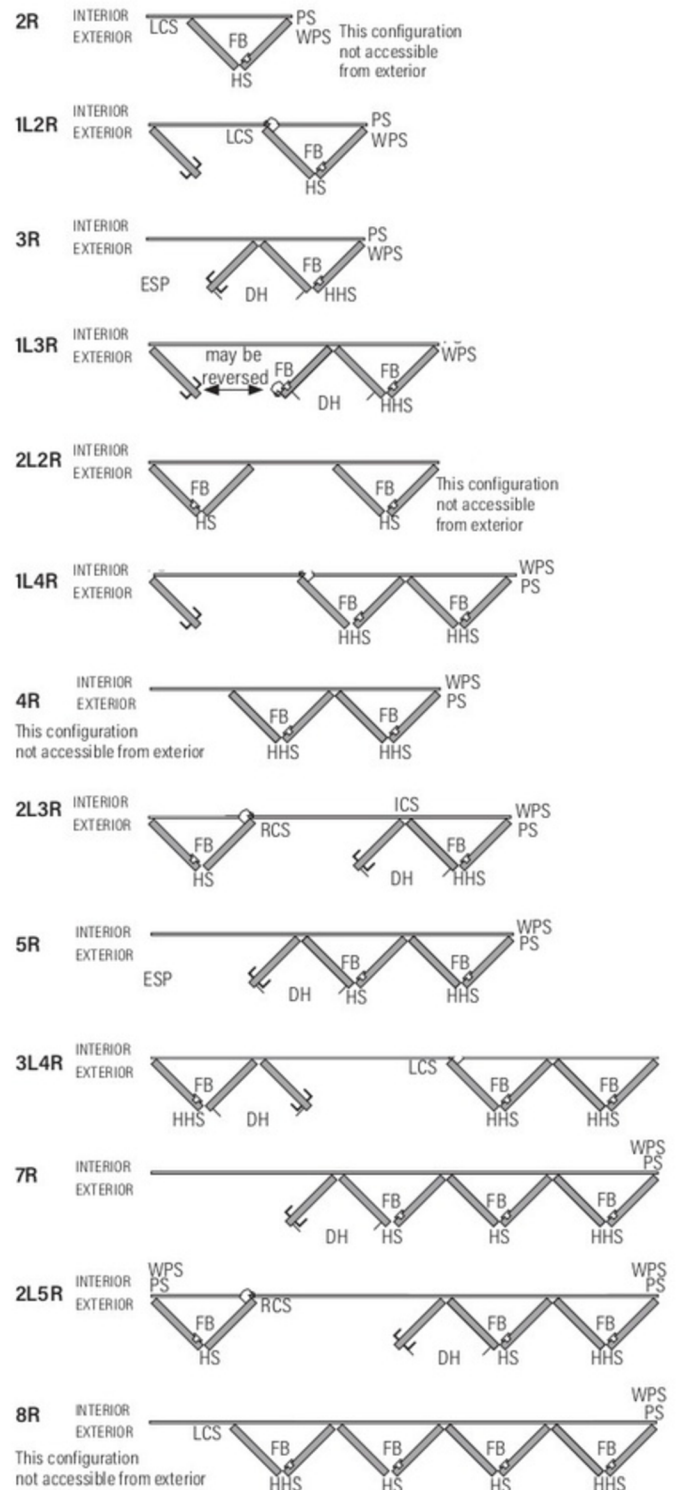 2R INTERIOR PS
EXTERIOR LCS FB WPS
HS
This configuration
not accessible
from exterior
1L2R INTERIOR PS
EXTERIOR LCS FB WPS
HS
3R INTERIOR PS
EXTERIOR FB WPS
ESP DH HHS
1L3R INTERIOR
EXTERIOR may be WPS
reversed FB FB
DH HHS
2L2R INTERIOR
EXTERIOR
FB FB
HS HS
This configuration
not accessible
from exterior
1L4R INTERIOR WPS
EXTERIOR PS
FB FB
HHS HHS
4R INTERIOR WPS
EXTERIOR PS
FB FB
HHS HHS
This configuration
not accessible from exterior
2L3R INTERIOR ICS WPS
EXTERIOR RCS PS
FB FB
HS DH HHS
5R INTERIOR WPS
EXTERIOR PS
FB FB
ESP DH HS HHS
3L4R INTERIOR
EXTERIOR LCS
FB FB FB
HHS DH HHS HHS
WPS
7R INTERIOR PS
EXTERIOR
FB FB FB
DH HS HS HHS
WPS WPS
2L5R PS INTERIOR PS
EXTERIOR RCS
FB FB FB
HS DH HS HHS
WPS
8R INTERIOR PS
EXTERIOR LCS
FB FB FB FB
HHS HS HS HHS
This configuration
not accessible from exterior